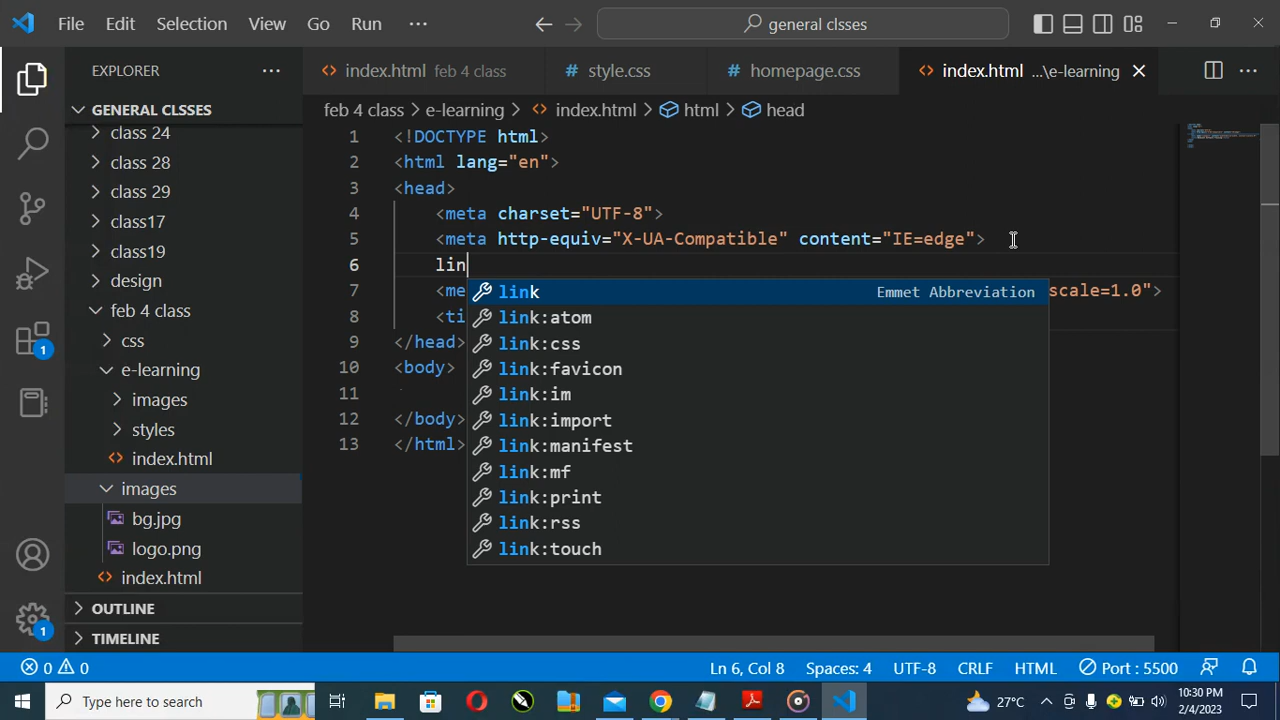 File Edit Selection View Go Run ··· general clsses
EXPLORER ···
index.html feb 4 class style.css homepage.css index.html ...\e-learning
GENERAL CLSSES
feb 4 class > e-learning > index.html > html > head
class 24
class 28
class 29
class17
class19
design
feb 4 class
css
e-learning
images
styles
index.html
images
bg.jpg
logo.png
index.html
OUTLINE
TIMELINE
1
1
1 <!DOCTYPE html>
2 <html lang="en">
3 <head>
4 <meta charset="UTF-8">
5 <meta http-equiv="X-UA-Compatible" content="IE=edge">
6 lin
7 <me scale=1.0">
8 <ti
9 </head>
10 <body>
11
12 </body>
13 </html>
link Emmet Abbreviation
link:atom
link:css
link:favicon
link:im
link:import
link:manifest
link:mf
link:print
link:rss
link:touch
0 0 Ln 6, Col 8 Spaces: 4 UTF-8 CRLF HTML Port : 5500
Type here to search 27°C 10:30 PM
2/4/2023